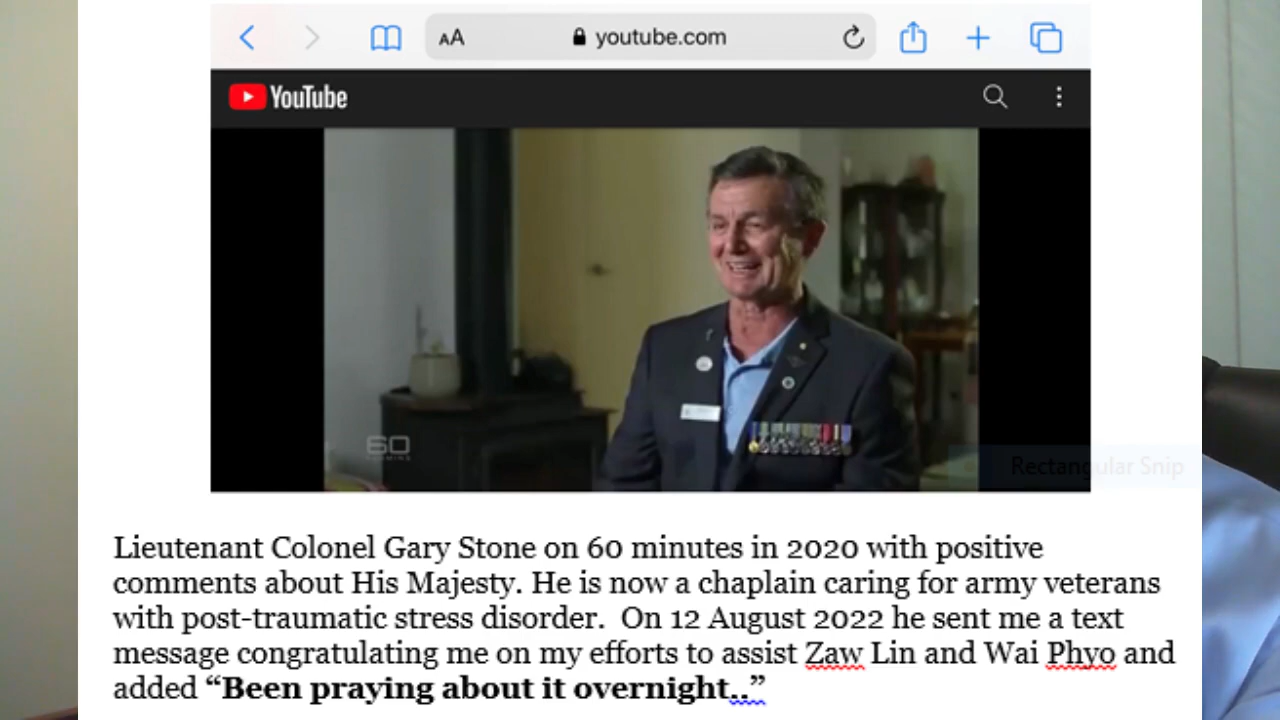 AA
youtube.com
YouTube
60
Rectangular Snip
Lieutenant Colonel Gary Stone on 60 minutes in 2020 with positive
comments about His Majesty. He is now a chaplain caring for army veterans
with post-traumatic stress disorder.  On 12 August 2022 he sent me a text
message congratulating me on my efforts to assist Zaw Lin and Wai Phyo and
added “Been praying about it overnight..”